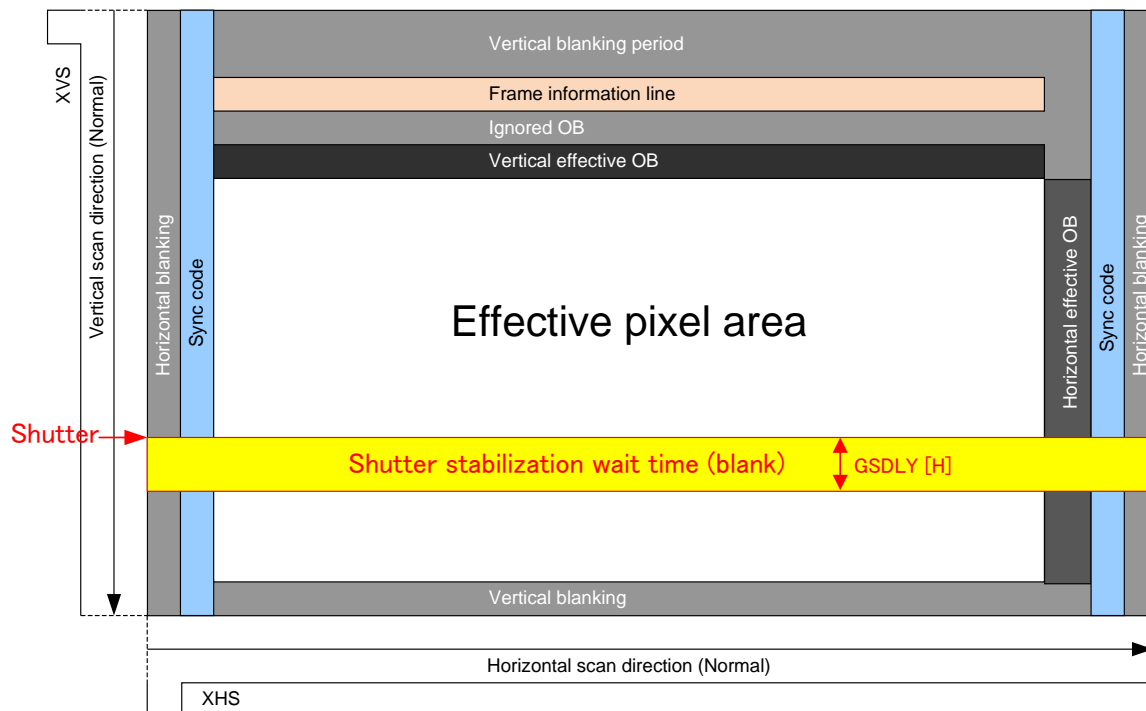 Vertical blanking period
XVS
Vertical scan direction (Normal)
Frame information line
Ignored OB
Vertical effective OB
Horizontal blanking
Sync code
Effective pixel area
Horizontal effective OB
Sync code
Horizontal blanking
Shutter
Shutter stabilization wait time (blank)
GSDLY [H]
Vertical blanking
Horizontal scan direction (Normal)
XHS